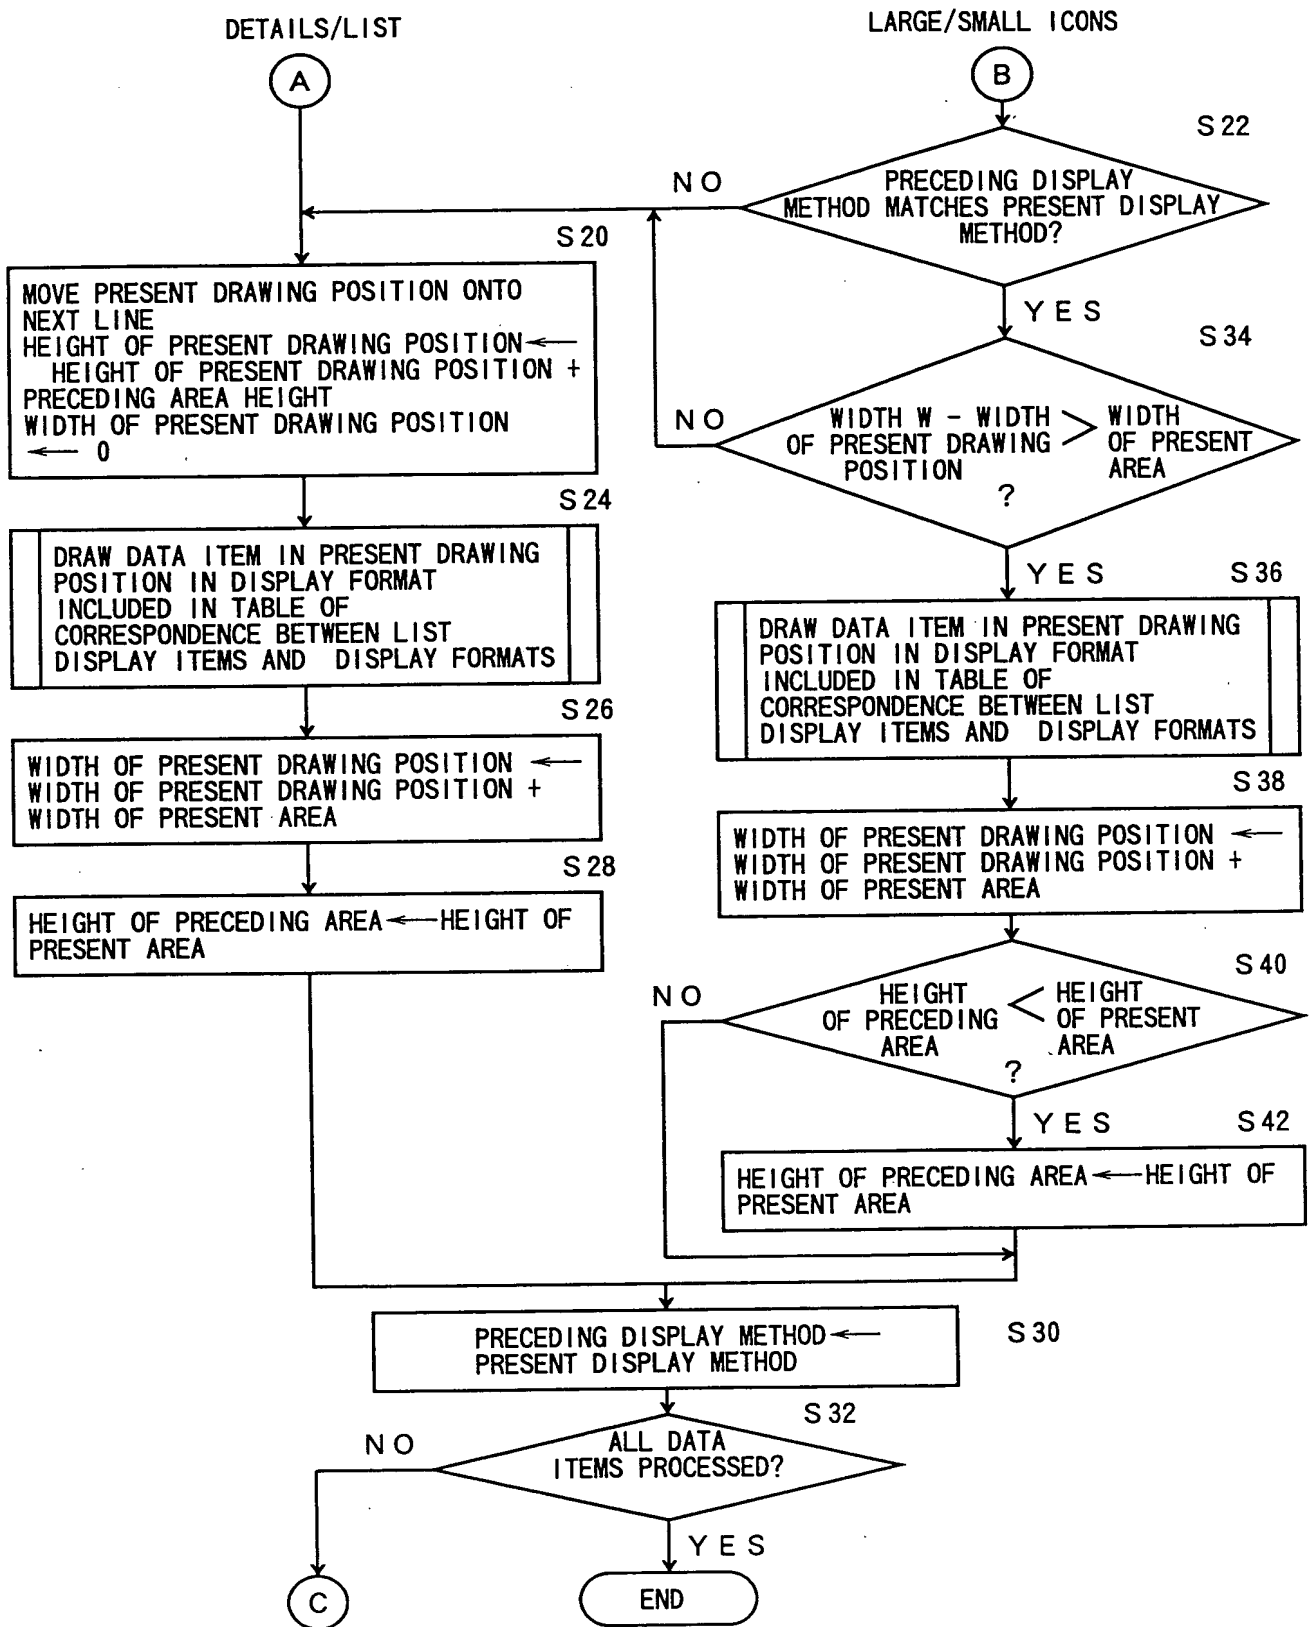 DETAILS/LIST
A
LARGE/SMALL ICONS
B
S22
PRECEDING DISPLAY
METHOD MATCHES PRESENT DISPLAY
METHOD?
NO
YES
S20
MOVE PRESENT DRAWING POSITION ONTO
NEXT LINE
HEIGHT OF PRESENT DRAWING POSITION ←
HEIGHT OF PRESENT DRAWING POSITION +
PRECEDING AREA HEIGHT
WIDTH OF PRESENT DRAWING POSITION
← 0
S34
WIDTH W - WIDTH
OF PRESENT DRAWING
POSITION
>
WIDTH
OF PRESENT
AREA
?
NO
YES
S24
DRAW DATA ITEM IN PRESENT DRAWING
POSITION IN DISPLAY FORMAT
INCLUDED IN TABLE OF
CORRESPONDENCE BETWEEN LIST
DISPLAY ITEMS AND DISPLAY FORMATS
S36
DRAW DATA ITEM IN PRESENT DRAWING
POSITION IN DISPLAY FORMAT
INCLUDED IN TABLE OF
CORRESPONDENCE BETWEEN LIST
DISPLAY ITEMS AND DISPLAY FORMATS
S26
WIDTH OF PRESENT DRAWING POSITION ←
WIDTH OF PRESENT DRAWING POSITION +
WIDTH OF PRESENT AREA
S38
WIDTH OF PRESENT DRAWING POSITION ←
WIDTH OF PRESENT DRAWING POSITION +
WIDTH OF PRESENT AREA
S28
HEIGHT OF PRECEDING AREA ← HEIGHT OF
PRESENT AREA
S40
HEIGHT
OF PRECEDING
AREA
<
HEIGHT
OF PRESENT
AREA
?
NO
YES
S42
HEIGHT OF PRECEDING AREA ← HEIGHT OF
PRESENT AREA
S30
PRECEDING DISPLAY METHOD ←
PRESENT DISPLAY METHOD
S32
ALL DATA
ITEMS PROCESSED?
NO
YES
C
END